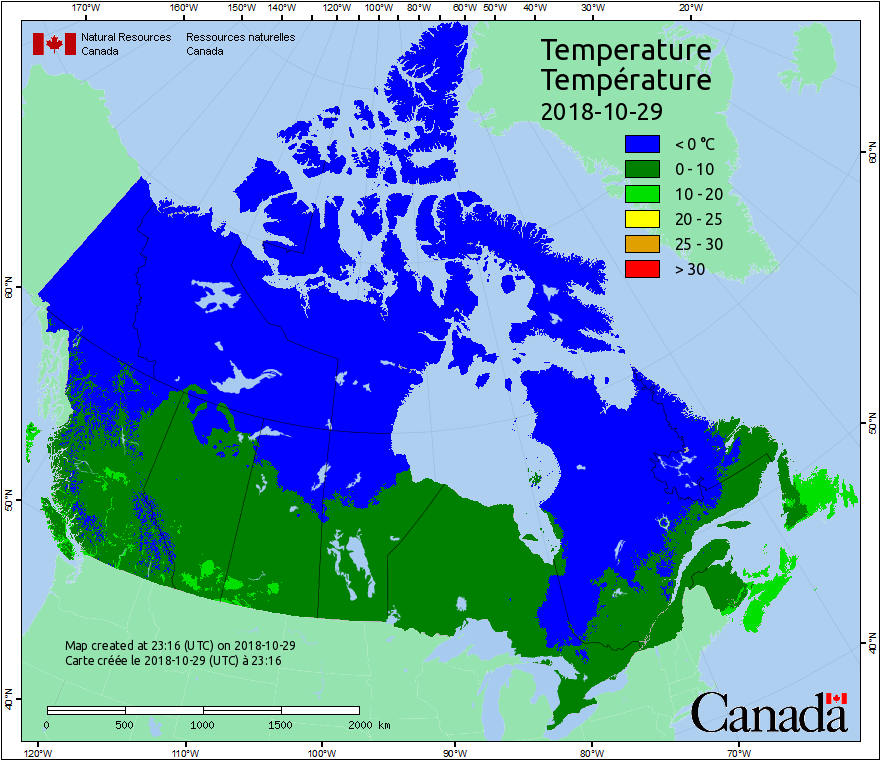 170°W 160°W 150°W 140°W 130°W 120°W 100°W 90°W 80°W 60°W 50°W 40°W 30°W 20°W
Natural Resources Ressources naturelles
Canada Canada
Temperature
Température
2018-10-29
< 0 °C
0 - 10
10 - 20
20 - 25
25 - 30
> 30
60°N
60°N
50°N
50°N
40°N
40°N
Map created at 23:16 (UTC) on 2018-10-29
Carte créée le 2018-10-29 (UTC) à 23:16
0 500 1000 1500 2000 km
Canada
120°W 110°W 100°W 90°W 80°W 70°W